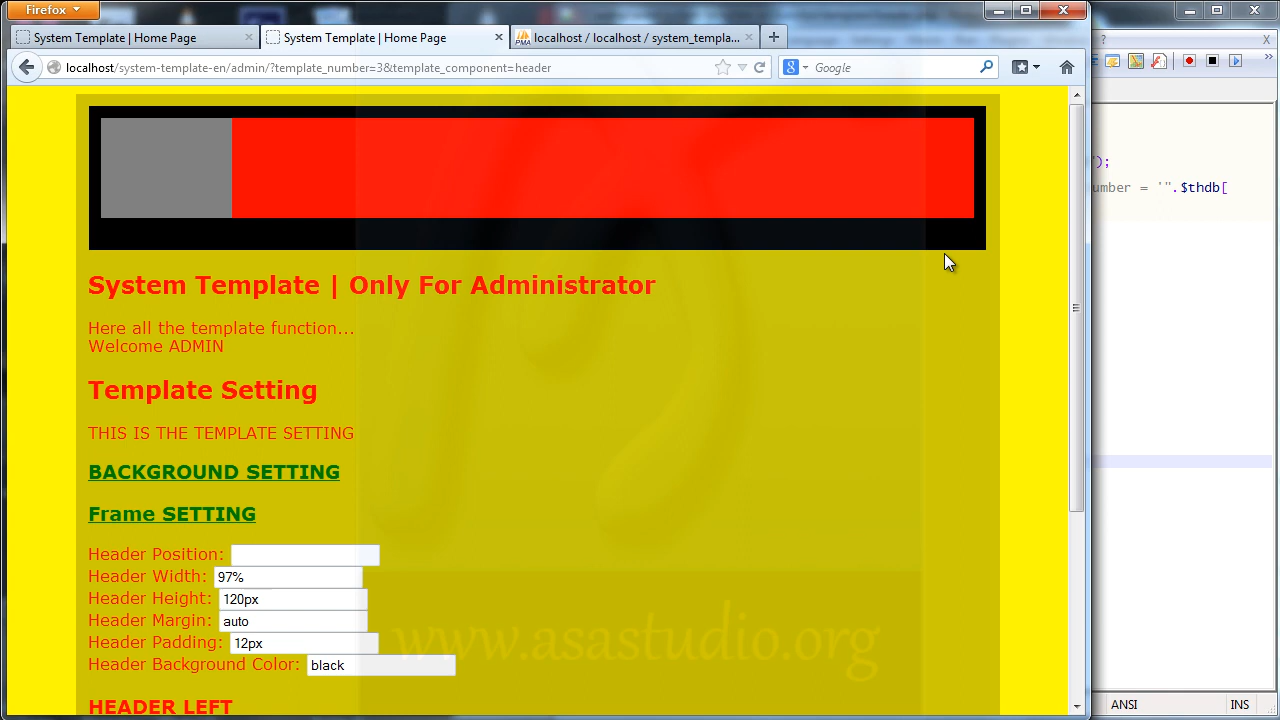 Firefox
System Template | Home Page
System Template | Home Page
localhost / localhost / system_templa...
localhost/system-template-en/admin/?template_number=3&template_component=header
Google
");
umber = '".$thdb[
System Template | Only For Administrator
Here all the template function...
Welcome ADMIN
Template Setting
THIS IS THE TEMPLATE SETTING
BACKGROUND SETTING
Frame SETTING
Header Position:
Header Width: 97%
Header Height: 120px
Header Margin: auto
Header Padding: 12px
Header Background Color: black
HEADER LEFT
www.asastudio.org
ANSI
INS